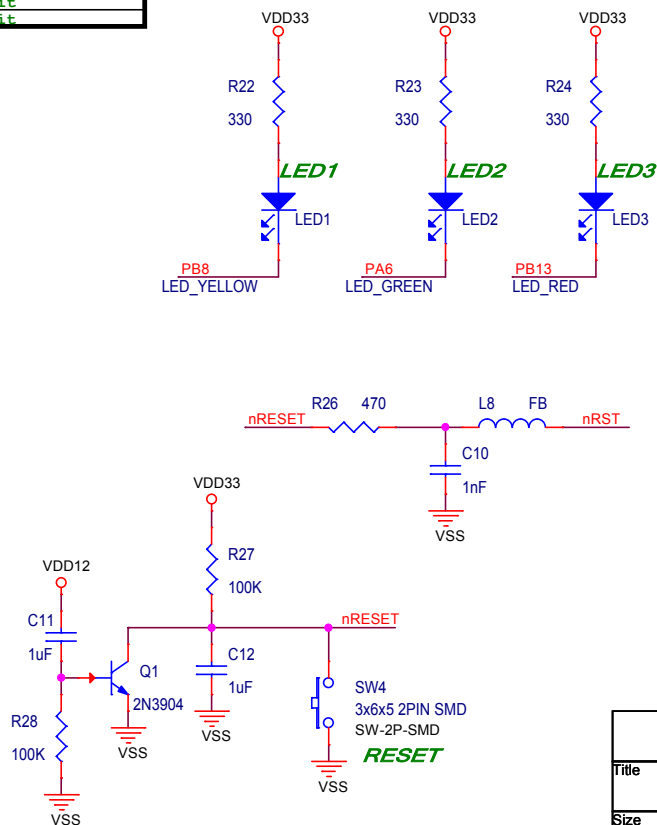 it
it
VDD33 VDD33 VDD33
R22 R23 R24
330 330 330
LED1 LED2 LED3
LED1 LED2 LED3
PB8 PA6 PB13
LED_YELLOW LED_GREEN LED_RED
R26 470 L8 FB
nRESET nRST
C10
1nF
VSS
VDD33
R27
100K
VDD12
C11
1uF
nRESET
C12
1uF
Q1
2N3904
R28
100K
VSS
VSS
VSS
SW4
3x6x5 2PIN SMD
SW-2P-SMD
RESET
VSS
Title
Size